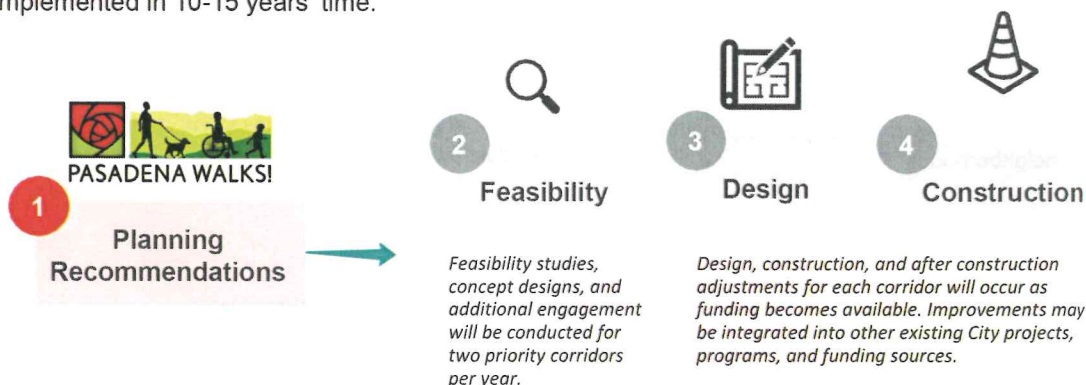 mplemented in 10-15 years' time.
PASADENA WALKS!
1
Planning
Recommendations
2
Feasibility
Feasibility studies,
concept designs, and
additional engagement
will be conducted for
two priority corridors
per year.
3
Design
4
Construction
Design, construction, and after construction
adjustments for each corridor will occur as
funding becomes available. Improvements may
be integrated into other existing City projects,
programs, and funding sources.